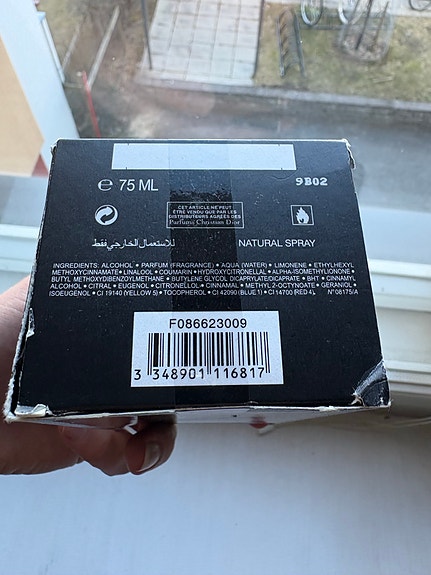 ℮ 75 ML
9B02
CET ARTICLE NE PEUT
ÊTRE VENDU QUE PAR LES
DISTRIBUTEURS AGRÉÉS DES
Parfums Christian Dior
للاستعمال الخارجي فقط
NATURAL SPRAY
INGREDIENTS: ALCOHOL • PARFUM (FRAGRANCE) • AQUA (WATER) • LIMONENE • ETHYLHEXYL
METHOXYCINNAMATE • LINALOOL • COUMARIN • HYDROXYCITRONELLAL • ALPHA-ISOMETHYLIONONE •
BUTYL METHOXYDIBENZOYLMETHANE • BUTYLENE GLYCOL DICAPRYLATE/DICAPRATE • BHT • CINNAMYL
ALCOHOL • CITRAL • EUGENOL • CITRONELLOL • CINNAMAL • METHYL 2-OCTYNOATE • GERANIOL •
ISOEUGENOL • CI 19140 (YELLOW 5) • TOCOPHEROL • CI 42090 (BLUE 1) • CI 14700 (RED 4). N° 08175/A
F086623009
3 348901 116817